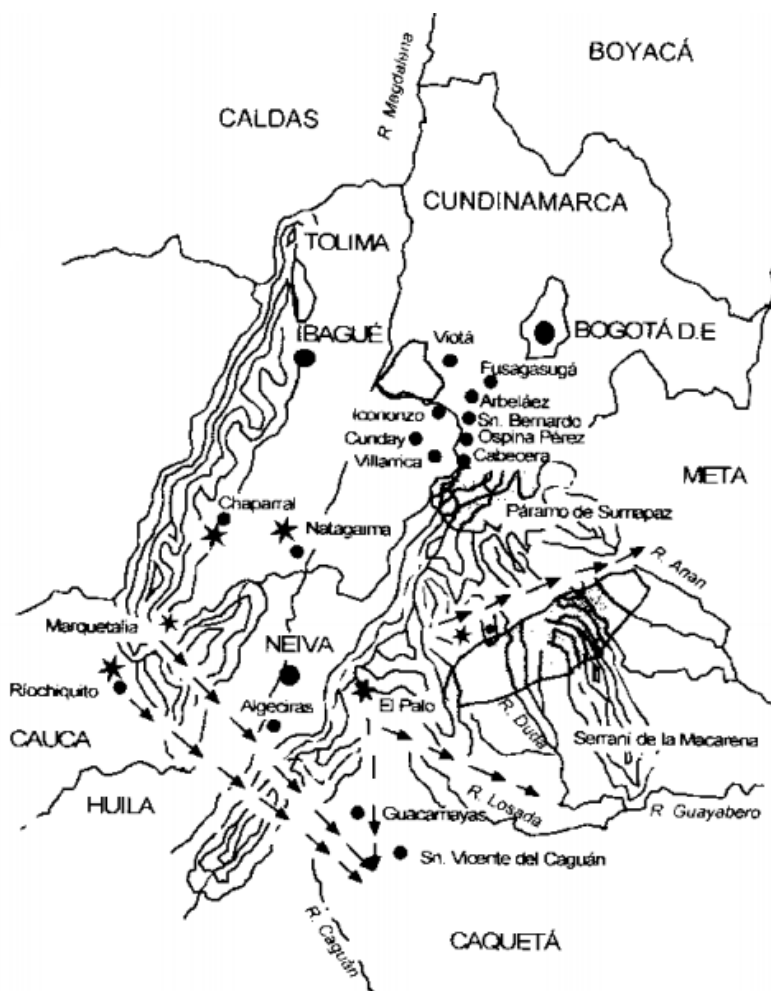 BOYACÁ
R. Magdalena
CALDAS
CUNDINAMARCA
TOLIMA
BOGOTÁ D.E
IBAGUÉ
Viotá
Fusagasugá
Arbeláez
Icononzo
Sn. Bernardo
Cunday
Ospina Pérez
Villarrica
Cabecera
META
Chaparral
Natagaima
Páramo de Sumapaz
R. Ariari
Marquetalia
NEIVA
Ríochiquito
El Palo
Algeciras
R. Duda
CAUCA
Serraní de la Macarena
HUILA
R. Losada
R. Guayabero
Guacamayas
Sn. Vicente del Caguán
R. Caguán
CAQUETÁ